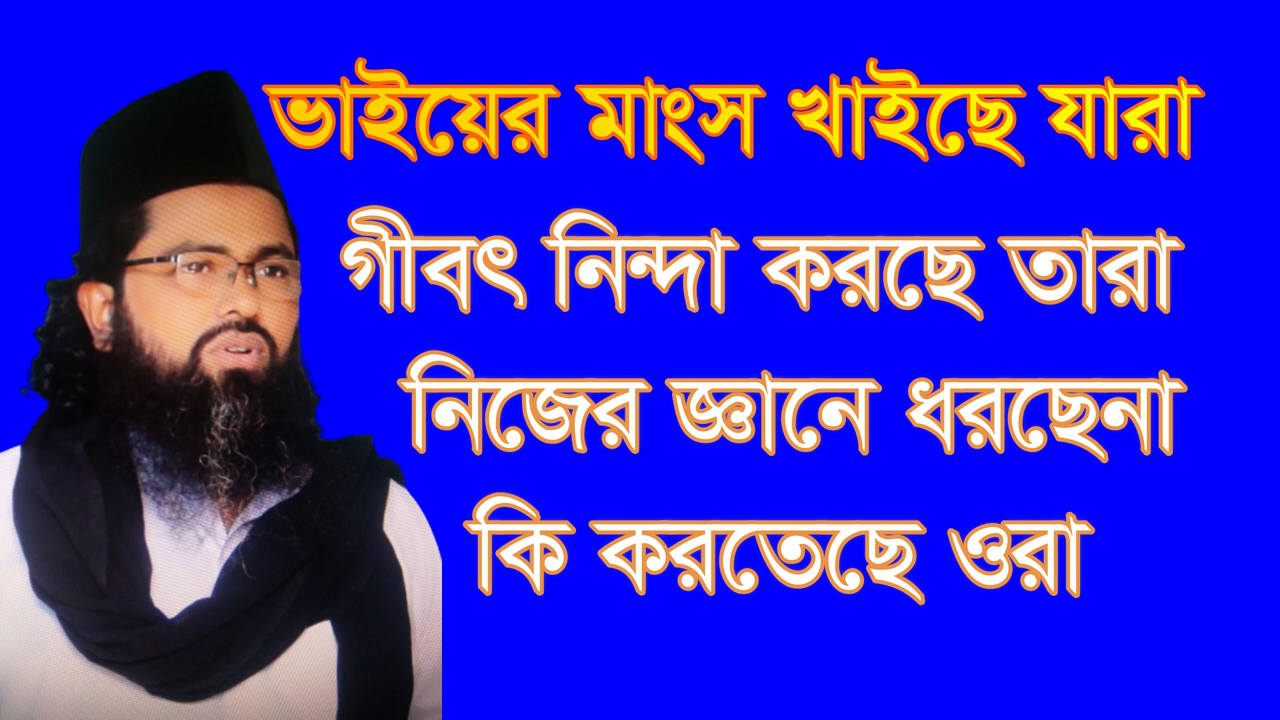 ভাইয়ের মাংস খাইছে যারা
গীবৎ নিন্দা করছে তারা
নিজের জ্ঞানে ধরছেনা
কি করতেছে ওরা